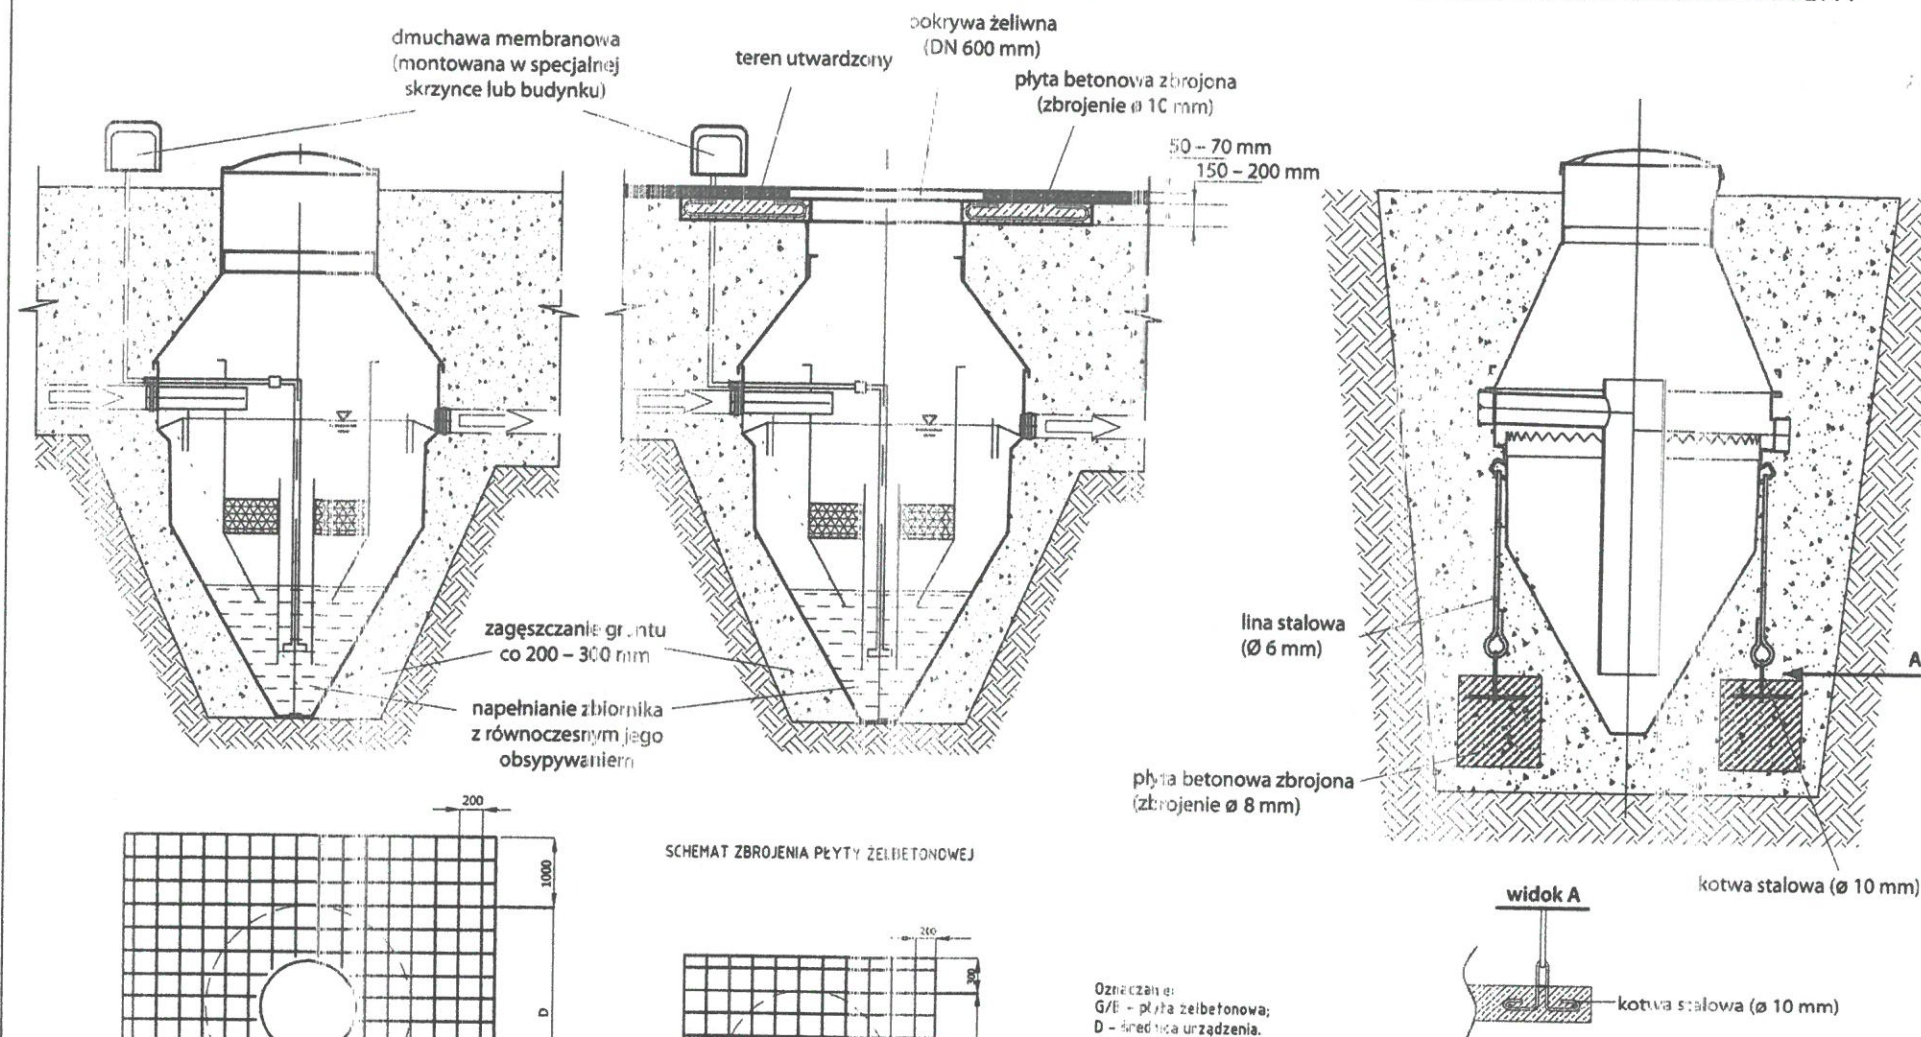 dmuchawa membranowa
(montowana w specjalnej
skrzynce lub budynku)
teren utwardzony
pokrywa żeliwna
(DN 600 mm)
płyta betonowa zbrojona
(zbrojenie ø 10 mm)
50 – 70 mm
150 – 200 mm
zagęszczanie gruntu
co 200 – 300 mm
napełnianie zbiornika
z równoczesnym jego
obsypywaniem
lina stalowa
(Ø 6 mm)
A
płyta betonowa zbrojona
(zbrojenie ø 8 mm)
kotwa stalowa (ø 10 mm)
widok A
kotwa stalowa (ø 10 mm)
200
1000
D
SCHEMAT ZBROJENIA PŁYTY ŻELBETONOWEJ
200
300
Oznaczenie:
G/B – płyta żelbetonowa;
D – średnica urządzenia.